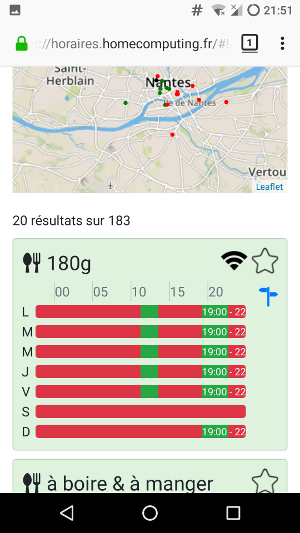 21:51
://horaires.homecomputing.fr/#!
1
Saint-
Herblain
Nantes
Île de Nantes
Vertou
Leaflet
20 résultats sur 183
180g
00 05 10 15 20
L 19:00 - 22
M 19:00 - 22
M 19:00 - 22
J 19:00 - 22
V 19:00 - 22
S
D 19:00 - 22
à boire & à manger